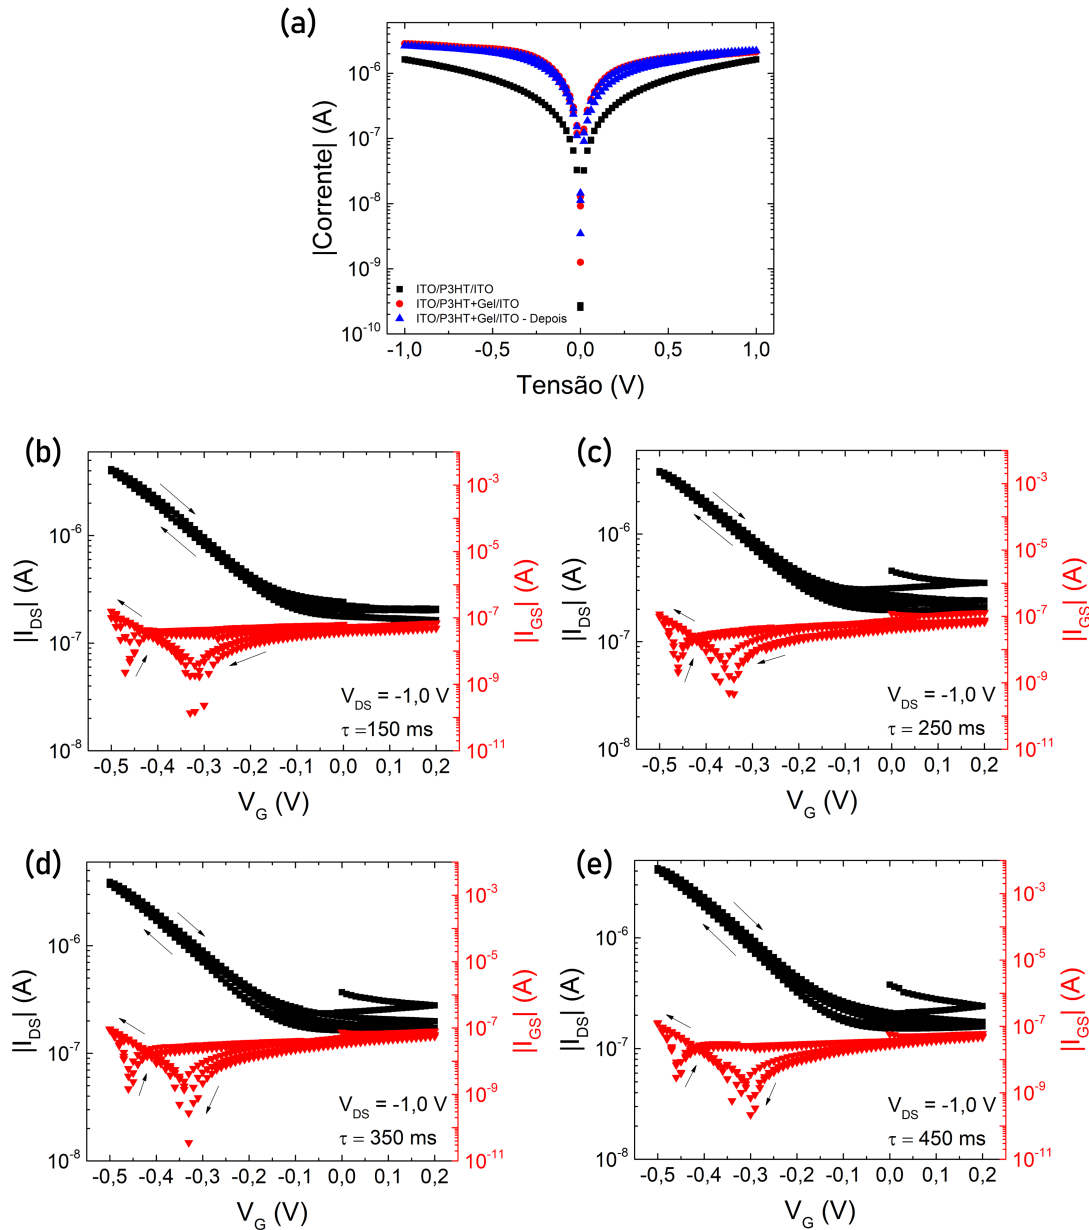 (a)
|Corrente| (A)
10⁻⁶
10⁻⁷
10⁻⁸
10⁻⁹
10⁻¹⁰
ITO/P3HT/ITO
ITO/P3HT+Gel/ITO
ITO/P3HT+Gel/ITO - Depois
-1,0 -0,5 0,0 0,5 1,0
Tensão (V)
(b)
|I_DS| (A)
10⁻⁶
10⁻⁷
10⁻⁸
10⁻³
10⁻⁵
10⁻⁷
10⁻⁹
10⁻¹¹
|I_GS| (A)
V_DS = -1,0 V
τ = 150 ms
-0,5 -0,4 -0,3 -0,2 -0,1 0,0 0,1 0,2
V_G (V)
(c)
|I_DS| (A)
10⁻⁶
10⁻⁷
10⁻⁸
10⁻³
10⁻⁵
10⁻⁷
10⁻⁹
10⁻¹¹
|I_GS| (A)
V_DS = -1,0 V
τ = 250 ms
-0,5 -0,4 -0,3 -0,2 -0,1 0,0 0,1 0,2
V_G (V)
(d)
|I_DS| (A)
10⁻⁶
10⁻⁷
10⁻⁸
10⁻³
10⁻⁵
10⁻⁷
10⁻⁹
10⁻¹¹
|I_GS| (A)
V_DS = -1,0 V
τ = 350 ms
-0,5 -0,4 -0,3 -0,2 -0,1 0,0 0,1 0,2
V_G (V)
(e)
|I_DS| (A)
10⁻⁶
10⁻⁷
10⁻⁸
10⁻³
10⁻⁵
10⁻⁷
10⁻⁹
10⁻¹¹
|I_GS| (A)
V_DS = -1,0 V
τ = 450 ms
-0,5 -0,4 -0,3 -0,2 -0,1 0,0 0,1 0,2
V_G (V)